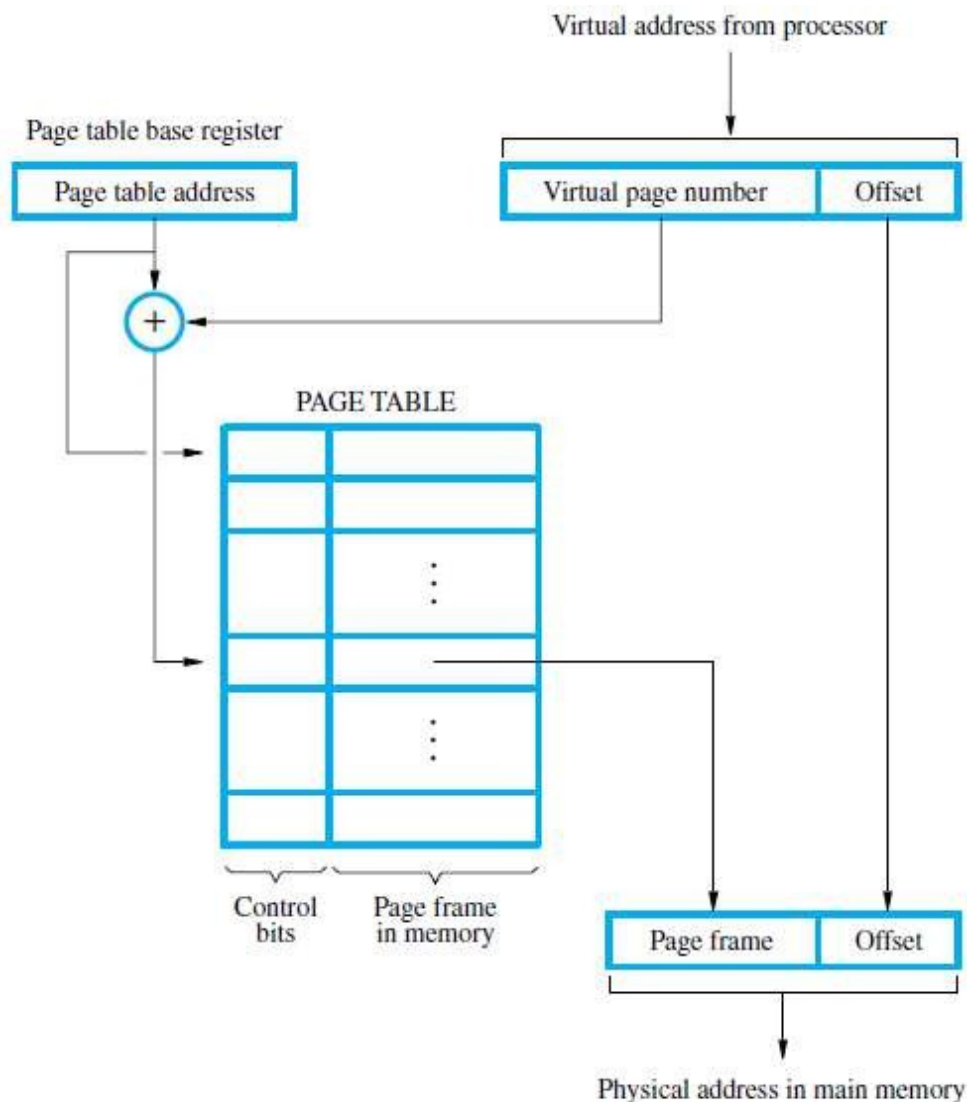 Virtual address from processor
Page table base register
Page table address
Virtual page number
Offset
+
PAGE TABLE
Control
bits
Page frame
in memory
Page frame
Offset
Physical address in main memory